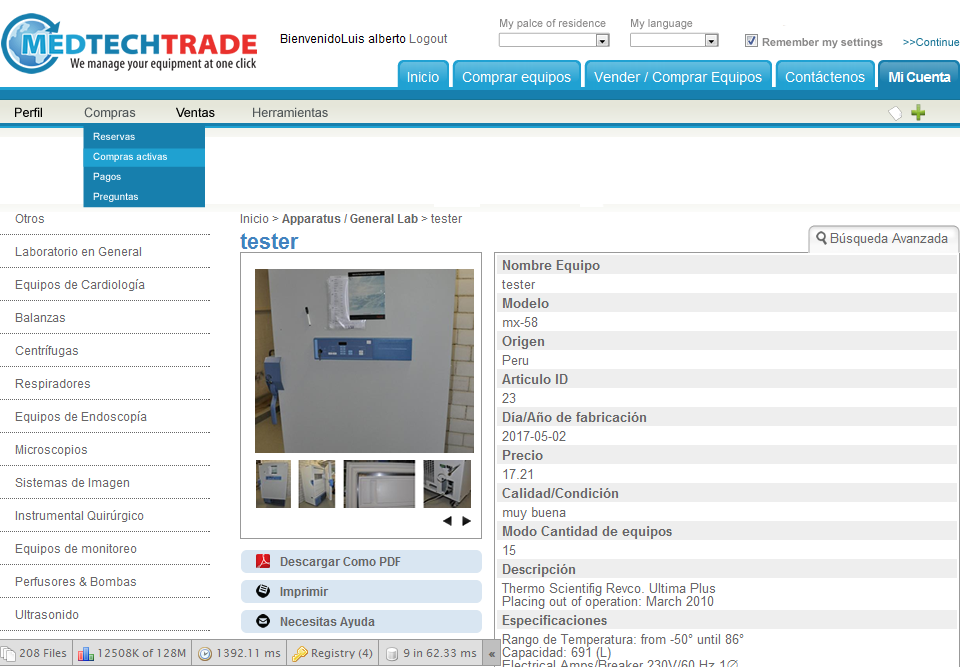 MEDTECHTRADE
We manage your equipment at one click
BienvenidoLuis alberto Logout
My palce of residence
My language
Remember my settings
>>Continue
Inicio
Comprar equipos
Vender / Comprar Equipos
Contáctenos
Mi Cuenta
Perfil
Compras
Ventas
Herramientas
Reservas
Compras activas
Pagos
Preguntas
Otros
Laboratorio en General
Equipos de Cardiología
Balanzas
Centrífugas
Respiradores
Equipos de Endoscopía
Microscopios
Sistemas de Imagen
Instrumental Quirúrgico
Equipos de monitoreo
Perfusores & Bombas
Ultrasonido
Inicio > Apparatus / General Lab > tester
tester
Búsqueda Avanzada
Descargar Como PDF
Imprimir
Necesitas Ayuda
Nombre Equipo
tester
Modelo
mx-58
Origen
Peru
Articulo ID
23
Día/Año de fabricación
2017-05-02
Precio
17.21
Calidad/Condición
muy buena
Modo Cantidad de equipos
15
Descripción
Thermo Scientifig Revco. Ultima Plus
Placing out of operation: March 2010
Especificaciones
Rango de Temperatura: from -50° until 86°
Capacidad: 691 (L)
Electrical Amps/Breaker 230V/60 Hz 1∅
208 Files
12508K of 128M
1392.11 ms
Registry (4)
9 in 62.33 ms
«